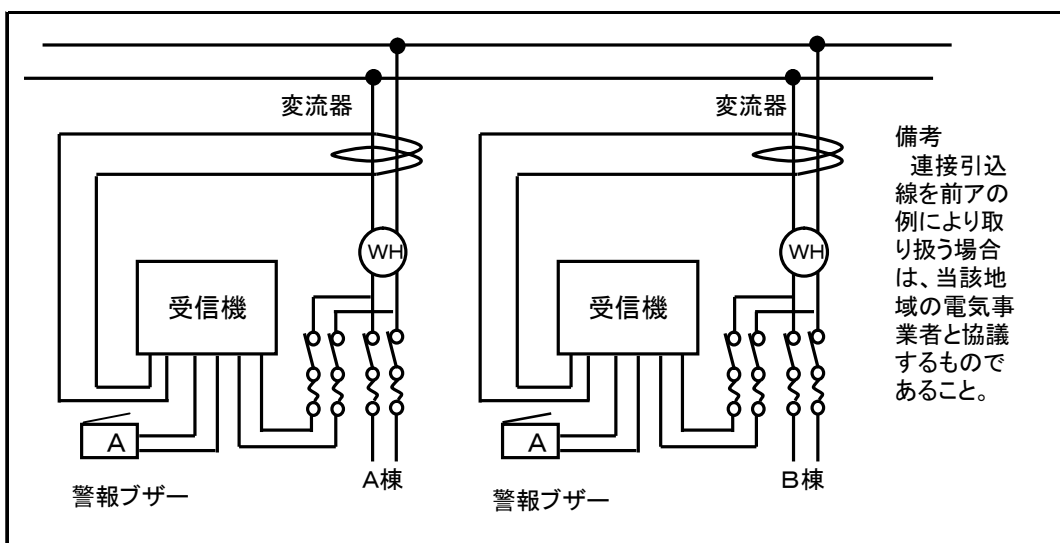 変流器
WH
受信機
A
警報ブザー
A棟
変流器
WH
受信機
A
警報ブザー
B棟
備考
連接引込
線を前アの
例により取
り扱う場合
は、当該地
域の電気事
業者と協議
するもので
あること。